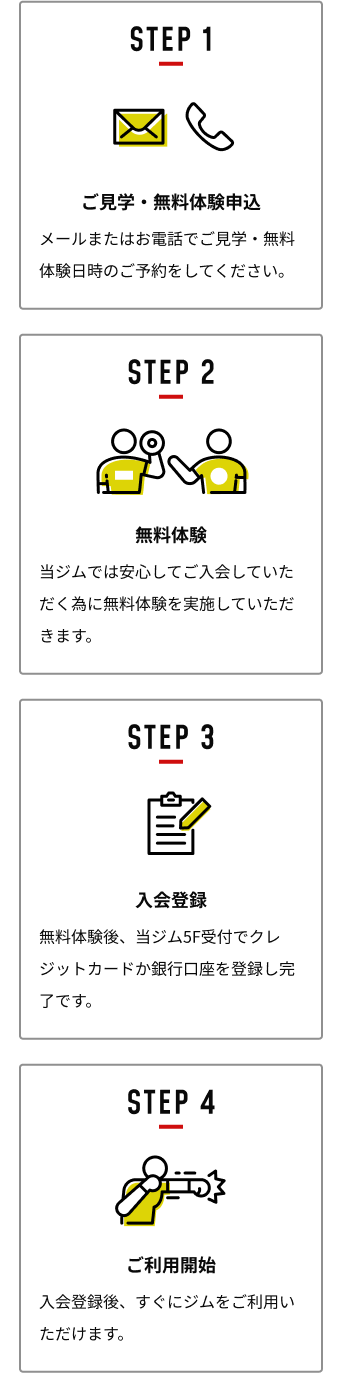 STEP 1
ご見学・無料体験申込
メールまたはお電話でご見学・無料
体験日時のご予約をしてください。
STEP 2
無料体験
当ジムでは安心してご入会していた
だく為に無料体験を実施していただ
きます。
STEP 3
入会登録
無料体験後、当ジム5F受付でクレ
ジットカードか銀行口座を登録し完
了です。
STEP 4
ご利用開始
入会登録後、すぐにジムをご利用い
ただけます。